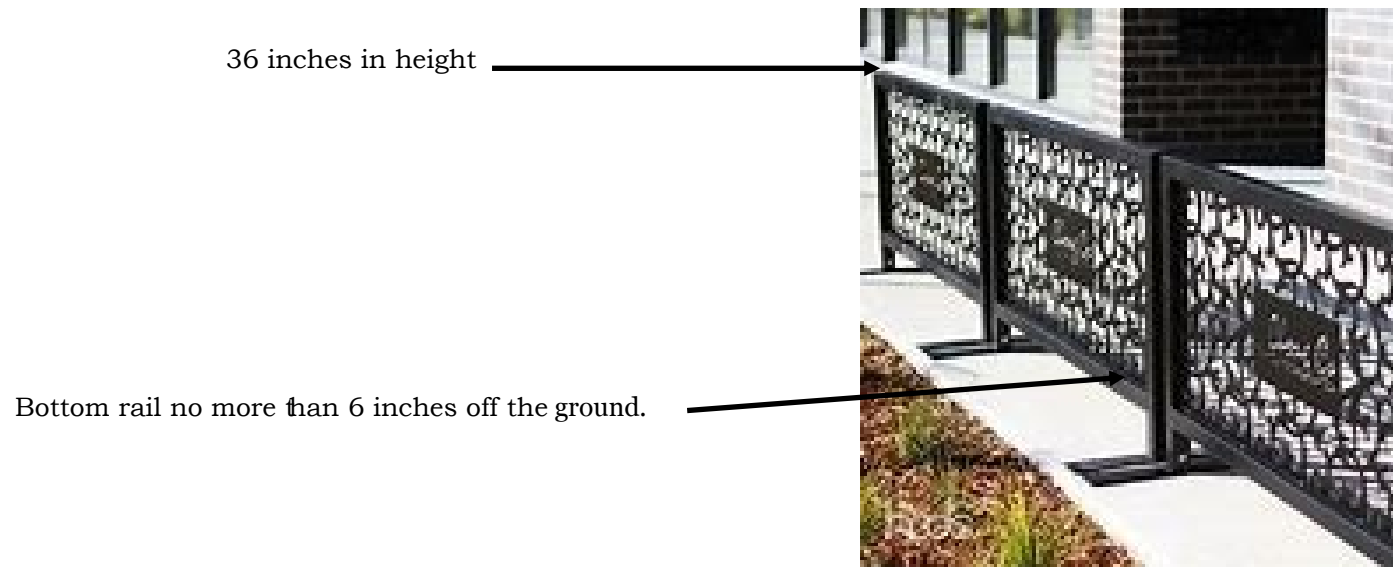 36 inches in height
Bottom rail no more than 6 inches off the ground.